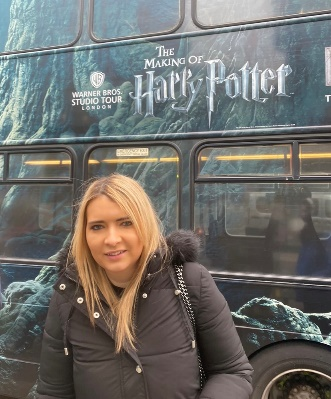 THE
MAKING OF
Harry Potter
WARNER BROS.
STUDIO TOUR
LONDON